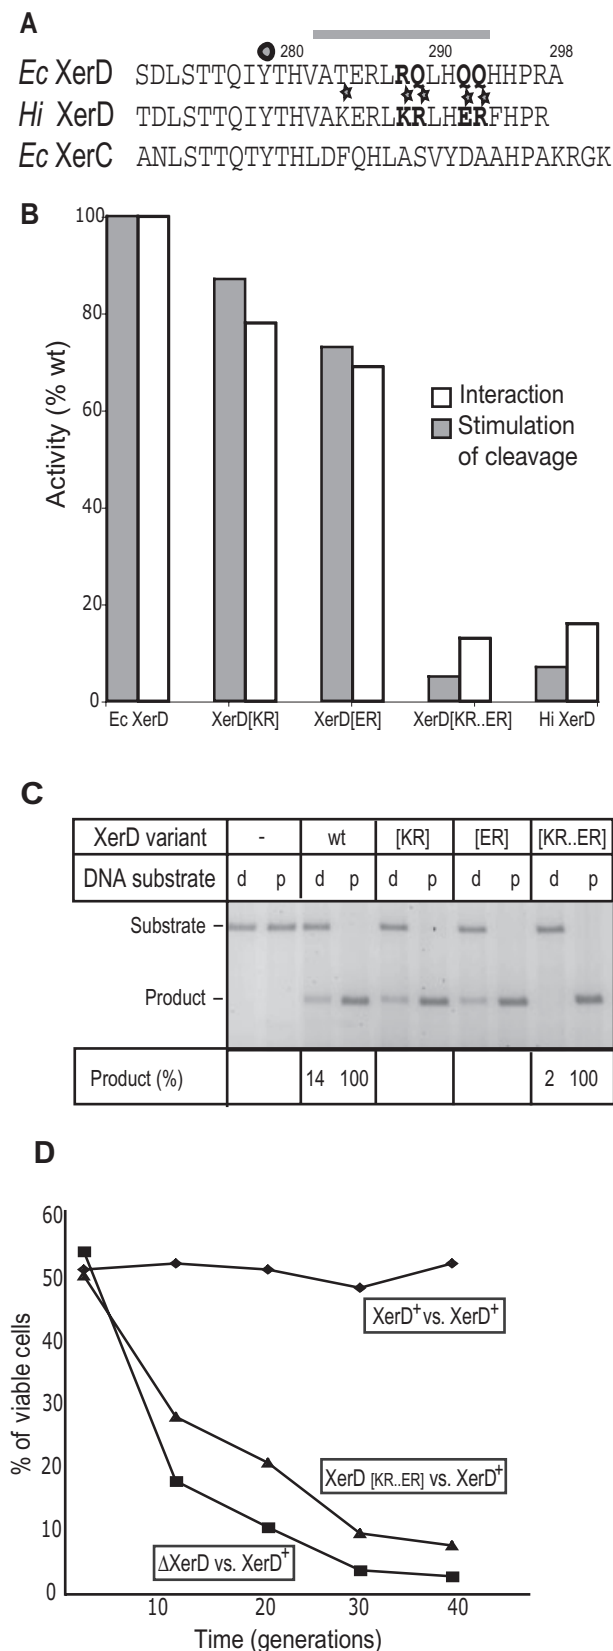 A
280 290 298
Ec XerD SDLSTTQIYTHVATERLRQLHQQHHPRA
Hi XerD TDLSTTQIYTHVAKERLKRLHERFHPR
Ec XerC ANLSTTQTYTHLDFQHLASVYDAAHPAKRGK
B
Activity (% wt)
100
80
60
40
20
0
Interaction
Stimulation
of cleavage
Ec XerD XerD[KR] XerD[ER] XerD[KR..ER] Hi XerD
C
XerD variant - wt [KR] [ER] [KR..ER]
DNA substrate d p d p d p d p d p
Substrate –
Product –
Product (%) 14 100 2 100
D
% of viable cells
60
50
40
30
20
10
0
XerD+ vs. XerD+
XerD [KR..ER] vs. XerD+
ΔXerD vs. XerD+
10 20 30 40
Time (generations)